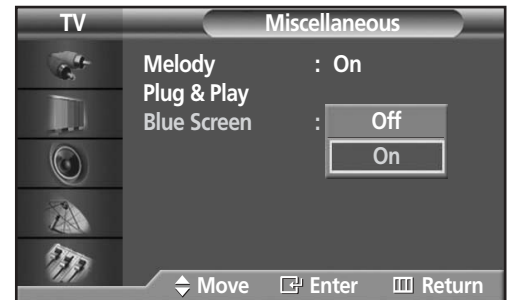 TV Miscellaneous
Melody : On
Plug & Play
Blue Screen : Off
On
Move Enter Return